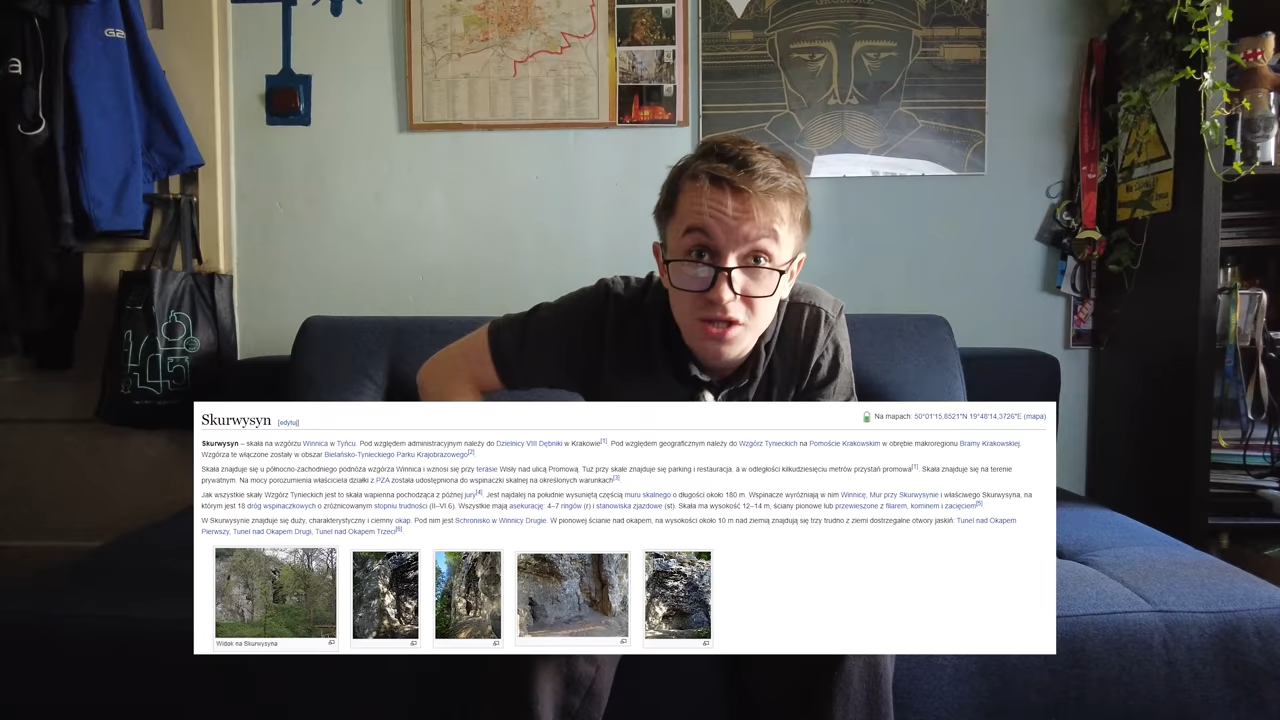 Skurwysyn [edytuj]
Na mapach: 50°01'15,8521"N 19°48'14,3726"E (mapa)
Skurwysyn – skała na wzgórzu Winnica w Tyńcu. Pod względem administracyjnym należy do Dzielnicy VIII Dębniki w Krakowie[1]. Pod względem geograficznym należy do Wzgórz Tynieckich na Pomoście Krakowskim w obrębie makroregionu Bramy Krakowskiej.
Wzgórza te włączone zostały w obszar Bielańsko-Tynieckiego Parku Krajobrazowego[2].
Skała znajduje się u północno-zachodniego podnóża wzgórza Winnica i wznosi się przy terasie Wisły nad ulicą Promową. Tuż przy skale znajduje się parking i restauracja, a w odległości kilkudziesięciu metrów przystań promowa[1]. Skała znajduje się na terenie
prywatnym. Na mocy porozumienia właściciela działki z PZA została udostępniona do wspinaczki skalnej na określonych warunkach[3].
Jak wszystkie skały Wzgórz Tynieckich jest to skała wapienna pochodząca z późnej jury[4]. Jest najdalej na południe wysuniętą częścią muru skalnego o długości około 180 m. Wspinacze wyróżniają w nim Winnicę, Mur przy Skurwysynie i właściwego Skurwysyna, na
którym jest 18 dróg wspinaczkowych o zróżnicowanym stopniu trudności (II–VI.6). Wszystkie mają asekurację: 4–7 ringów (r) i stanowiska zjazdowe (st). Skała ma wysokość 12–14 m, ściany pionowe lub przewieszone z filarem, kominem i zacięciem[5].
W Skurwysynie znajduje się duży, charakterystyczny i ciemny okap. Pod nim jest Schronisko w Winnicy Drugie. W pionowej ścianie nad okapem, na wysokości około 10 m nad ziemią znajdują się trzy trudno z ziemi dostrzegalne otwory jaskiń: Tunel nad Okapem
Pierwszy, Tunel nad Okapem Drugi, Tunel nad Okapem Trzeci[6].
Widok na Skurwysyna